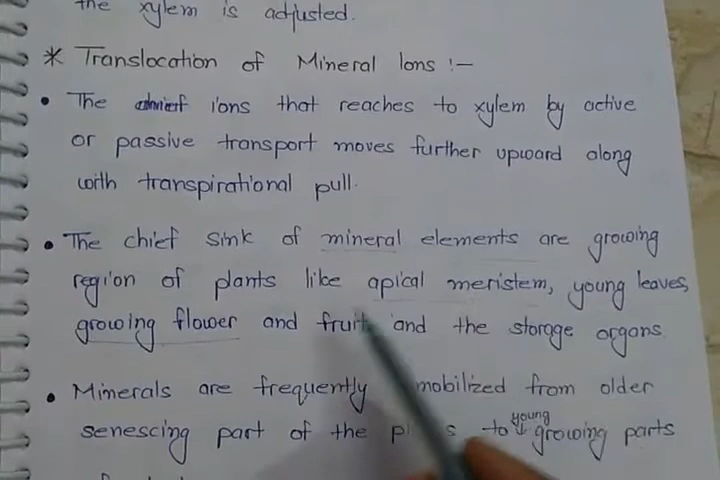 the xylem is adjusted.
* Translocation of Mineral Ions :-
• The ions that reaches to xylem by active
or passive transport moves further upward along
with transpirational pull.
• The chief sink of mineral elements are growing
region of plants like apical meristem, young leaves,
growing flower and fruit and the storage organs.
• Minerals are frequently mobilized from older
senescing part of the to young growing parts